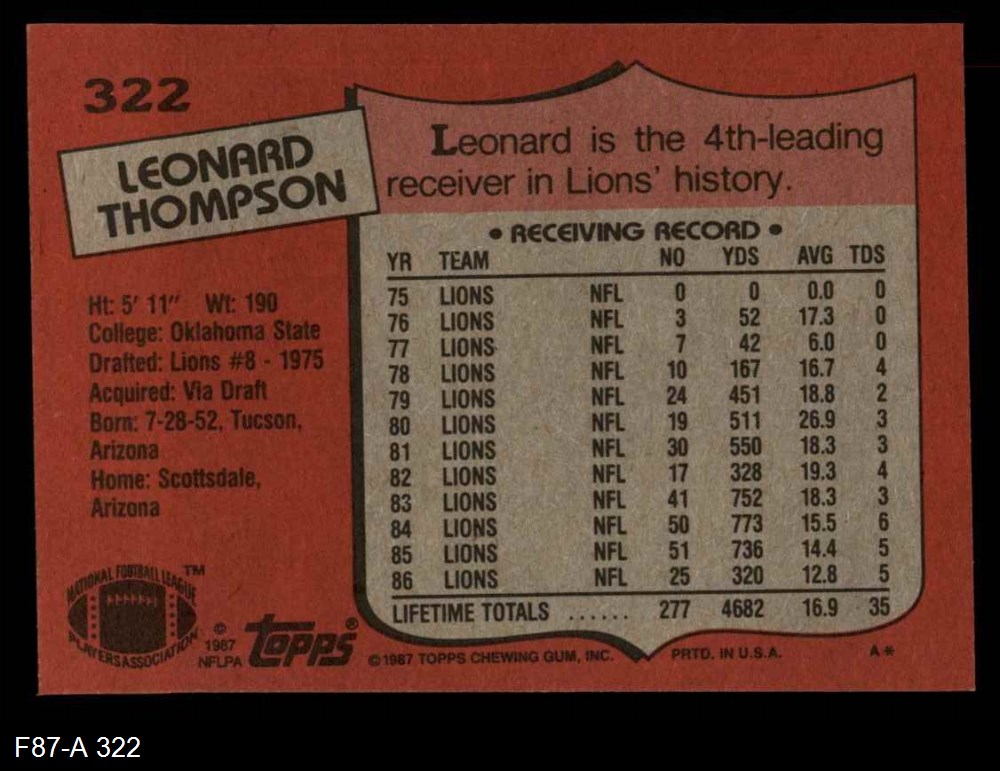 322
LEONARD
THOMPSON
Leonard is the 4th-leading
receiver in Lions' history.
• RECEIVING RECORD •
YR TEAM NO YDS AVG TDS
75 LIONS NFL 0 0 0.0 0
76 LIONS NFL 3 52 17.3 0
77 LIONS NFL 7 42 6.0 0
78 LIONS NFL 10 167 16.7 4
79 LIONS NFL 24 451 18.8 2
80 LIONS NFL 19 511 26.9 3
81 LIONS NFL 30 550 18.3 3
82 LIONS NFL 17 328 19.3 4
83 LIONS NFL 41 752 18.3 3
84 LIONS NFL 50 773 15.5 6
85 LIONS NFL 51 736 14.4 5
86 LIONS NFL 25 320 12.8 5
LIFETIME TOTALS ...... 277 4682 16.9 35
Ht: 5' 11" Wt: 190
College: Oklahoma State
Drafted: Lions #8 - 1975
Acquired: Via Draft
Born: 7-28-52, Tucson,
Arizona
Home: Scottsdale,
Arizona
NATIONAL FOOTBALL LEAGUE ™
PLAYERS ASSOCIATION
©
1987
NFLPA
topps®
©1987 TOPPS CHEWING GUM, INC. PRTD. IN U.S.A. A*
F87-A 322